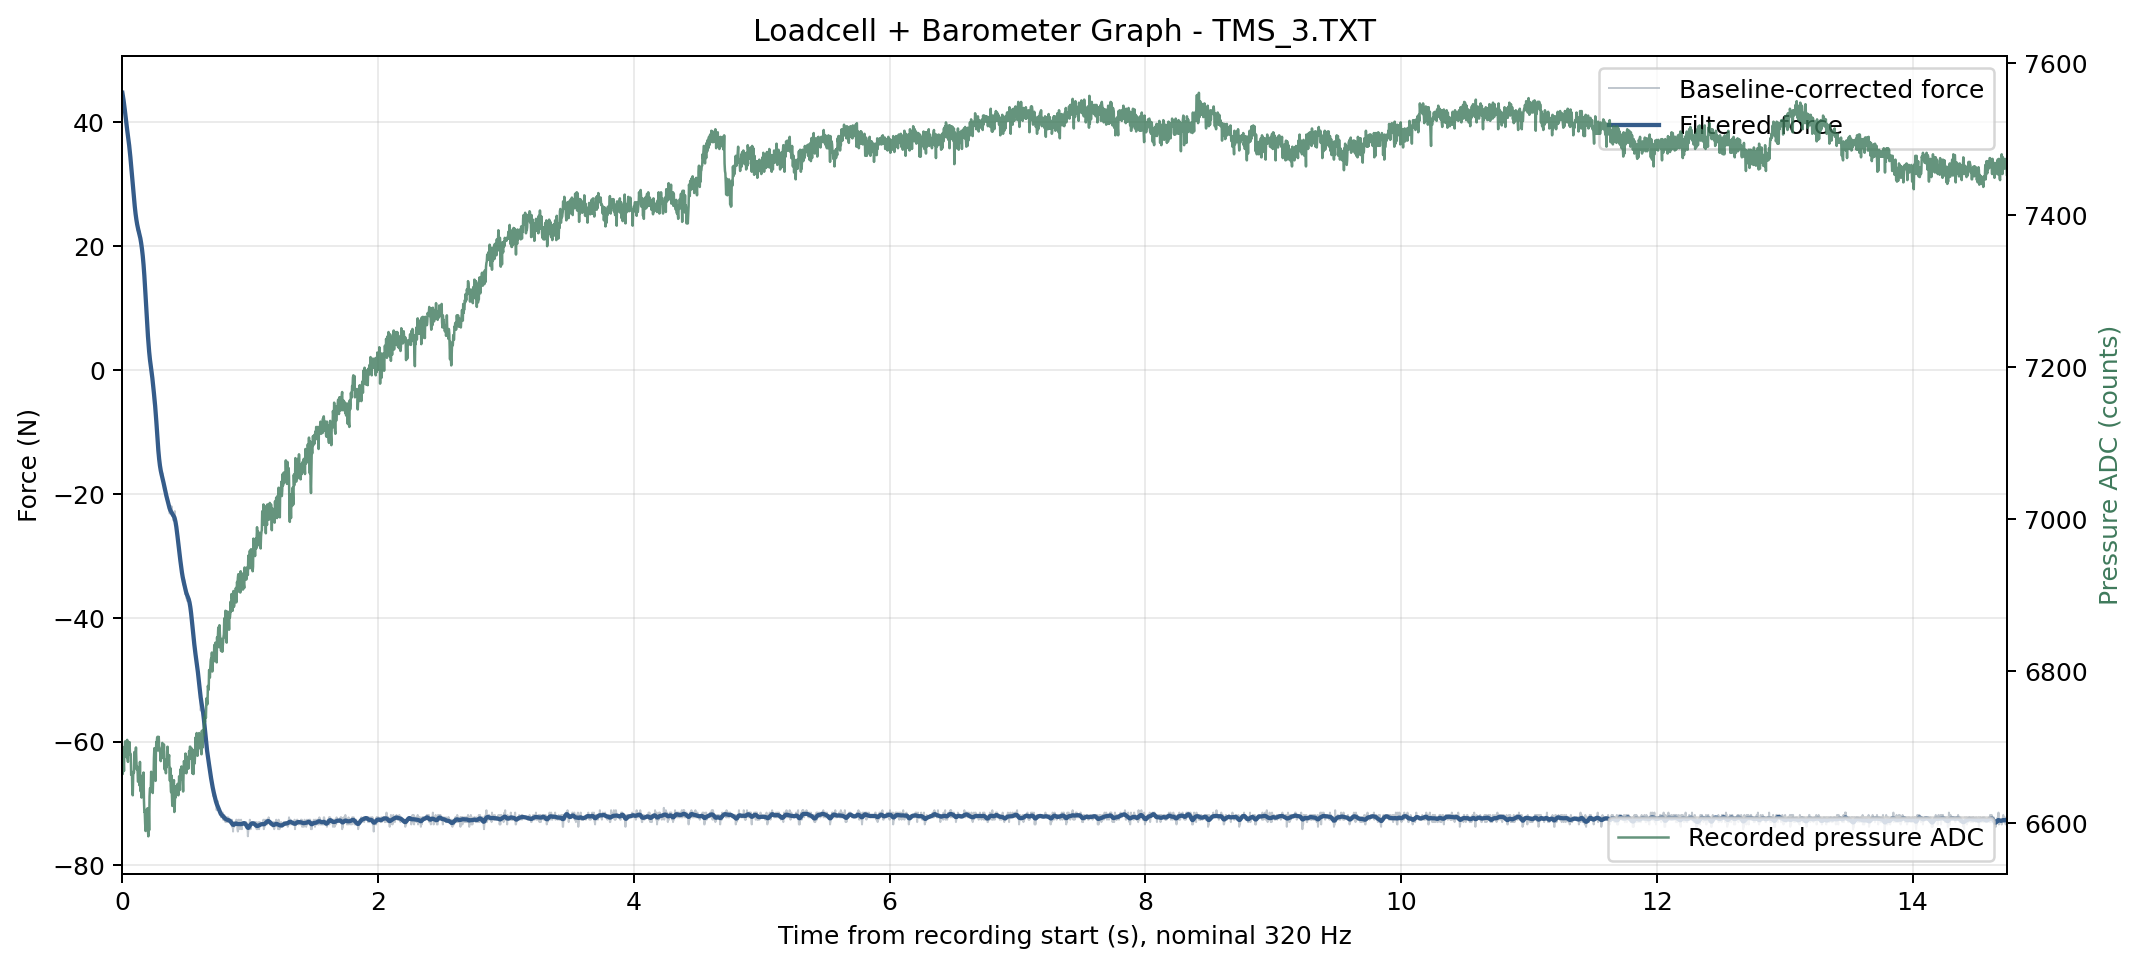 Loadcell + Barometer Graph - TMS_3.TXT
Baseline-corrected force
Filtered force
Recorded pressure ADC
Force (N)
40
20
0
−20
−40
−60
−80
Pressure ADC (counts)
7600
7400
7200
7000
6800
6600
0 2 4 6 8 10 12 14
Time from recording start (s), nominal 320 Hz